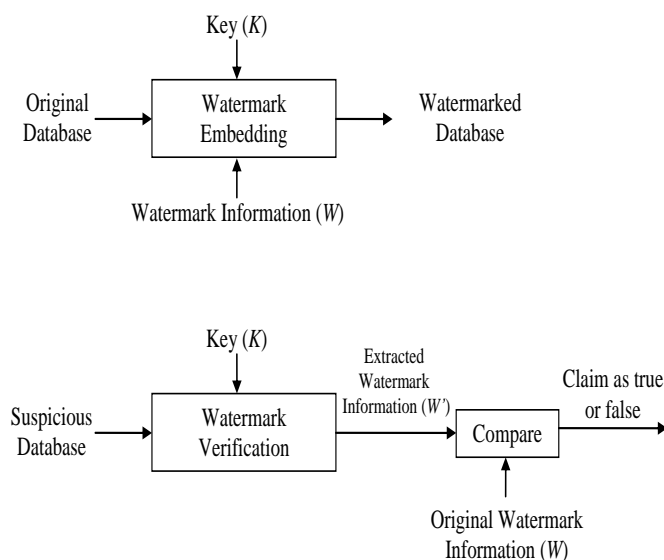 Key (K)
Original
Database
Watermark
Embedding
Watermarked
Database
Watermark Information (W)
Key (K)
Suspicious
Database
Watermark
Verification
Extracted
Watermark
Information (W')
Compare
Claim as true
or false
Original Watermark
Information (W)